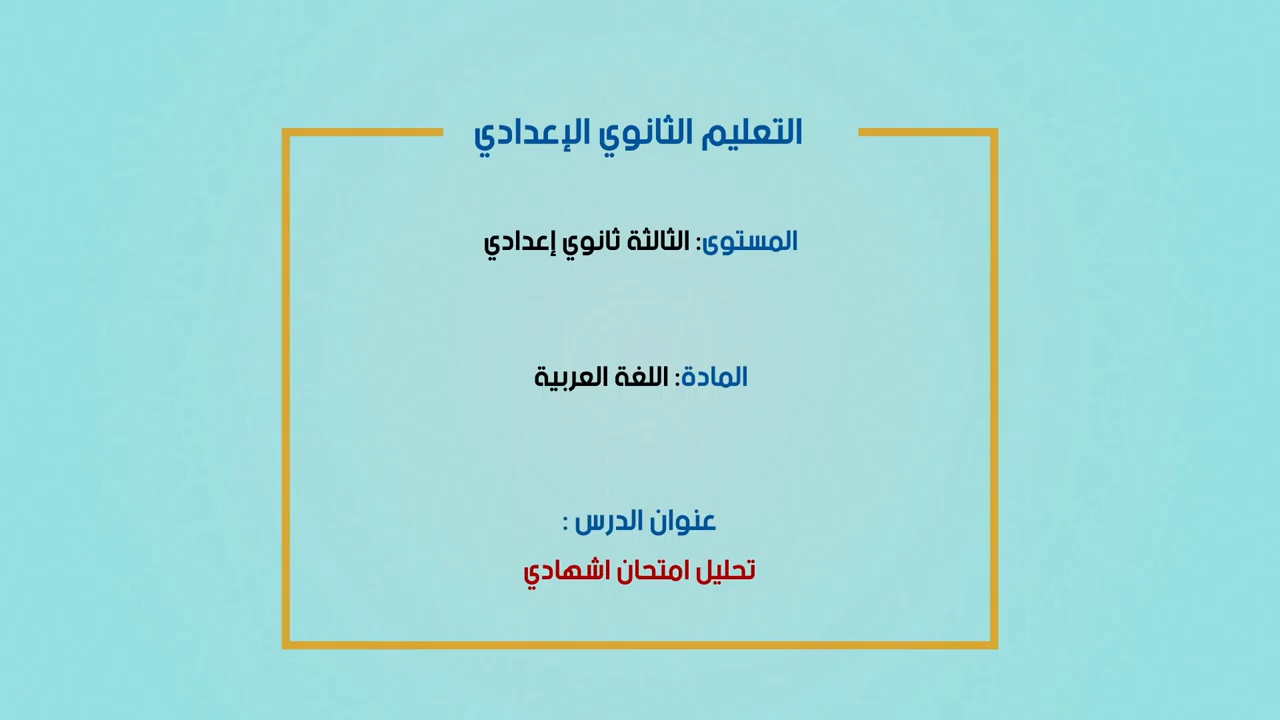 التعليم الثانوي الإعدادي
المستوى: الثالثة ثانوي إعدادي
المادة: اللغة العربية
عنوان الدرس :
تحليل امتحان اشهادي